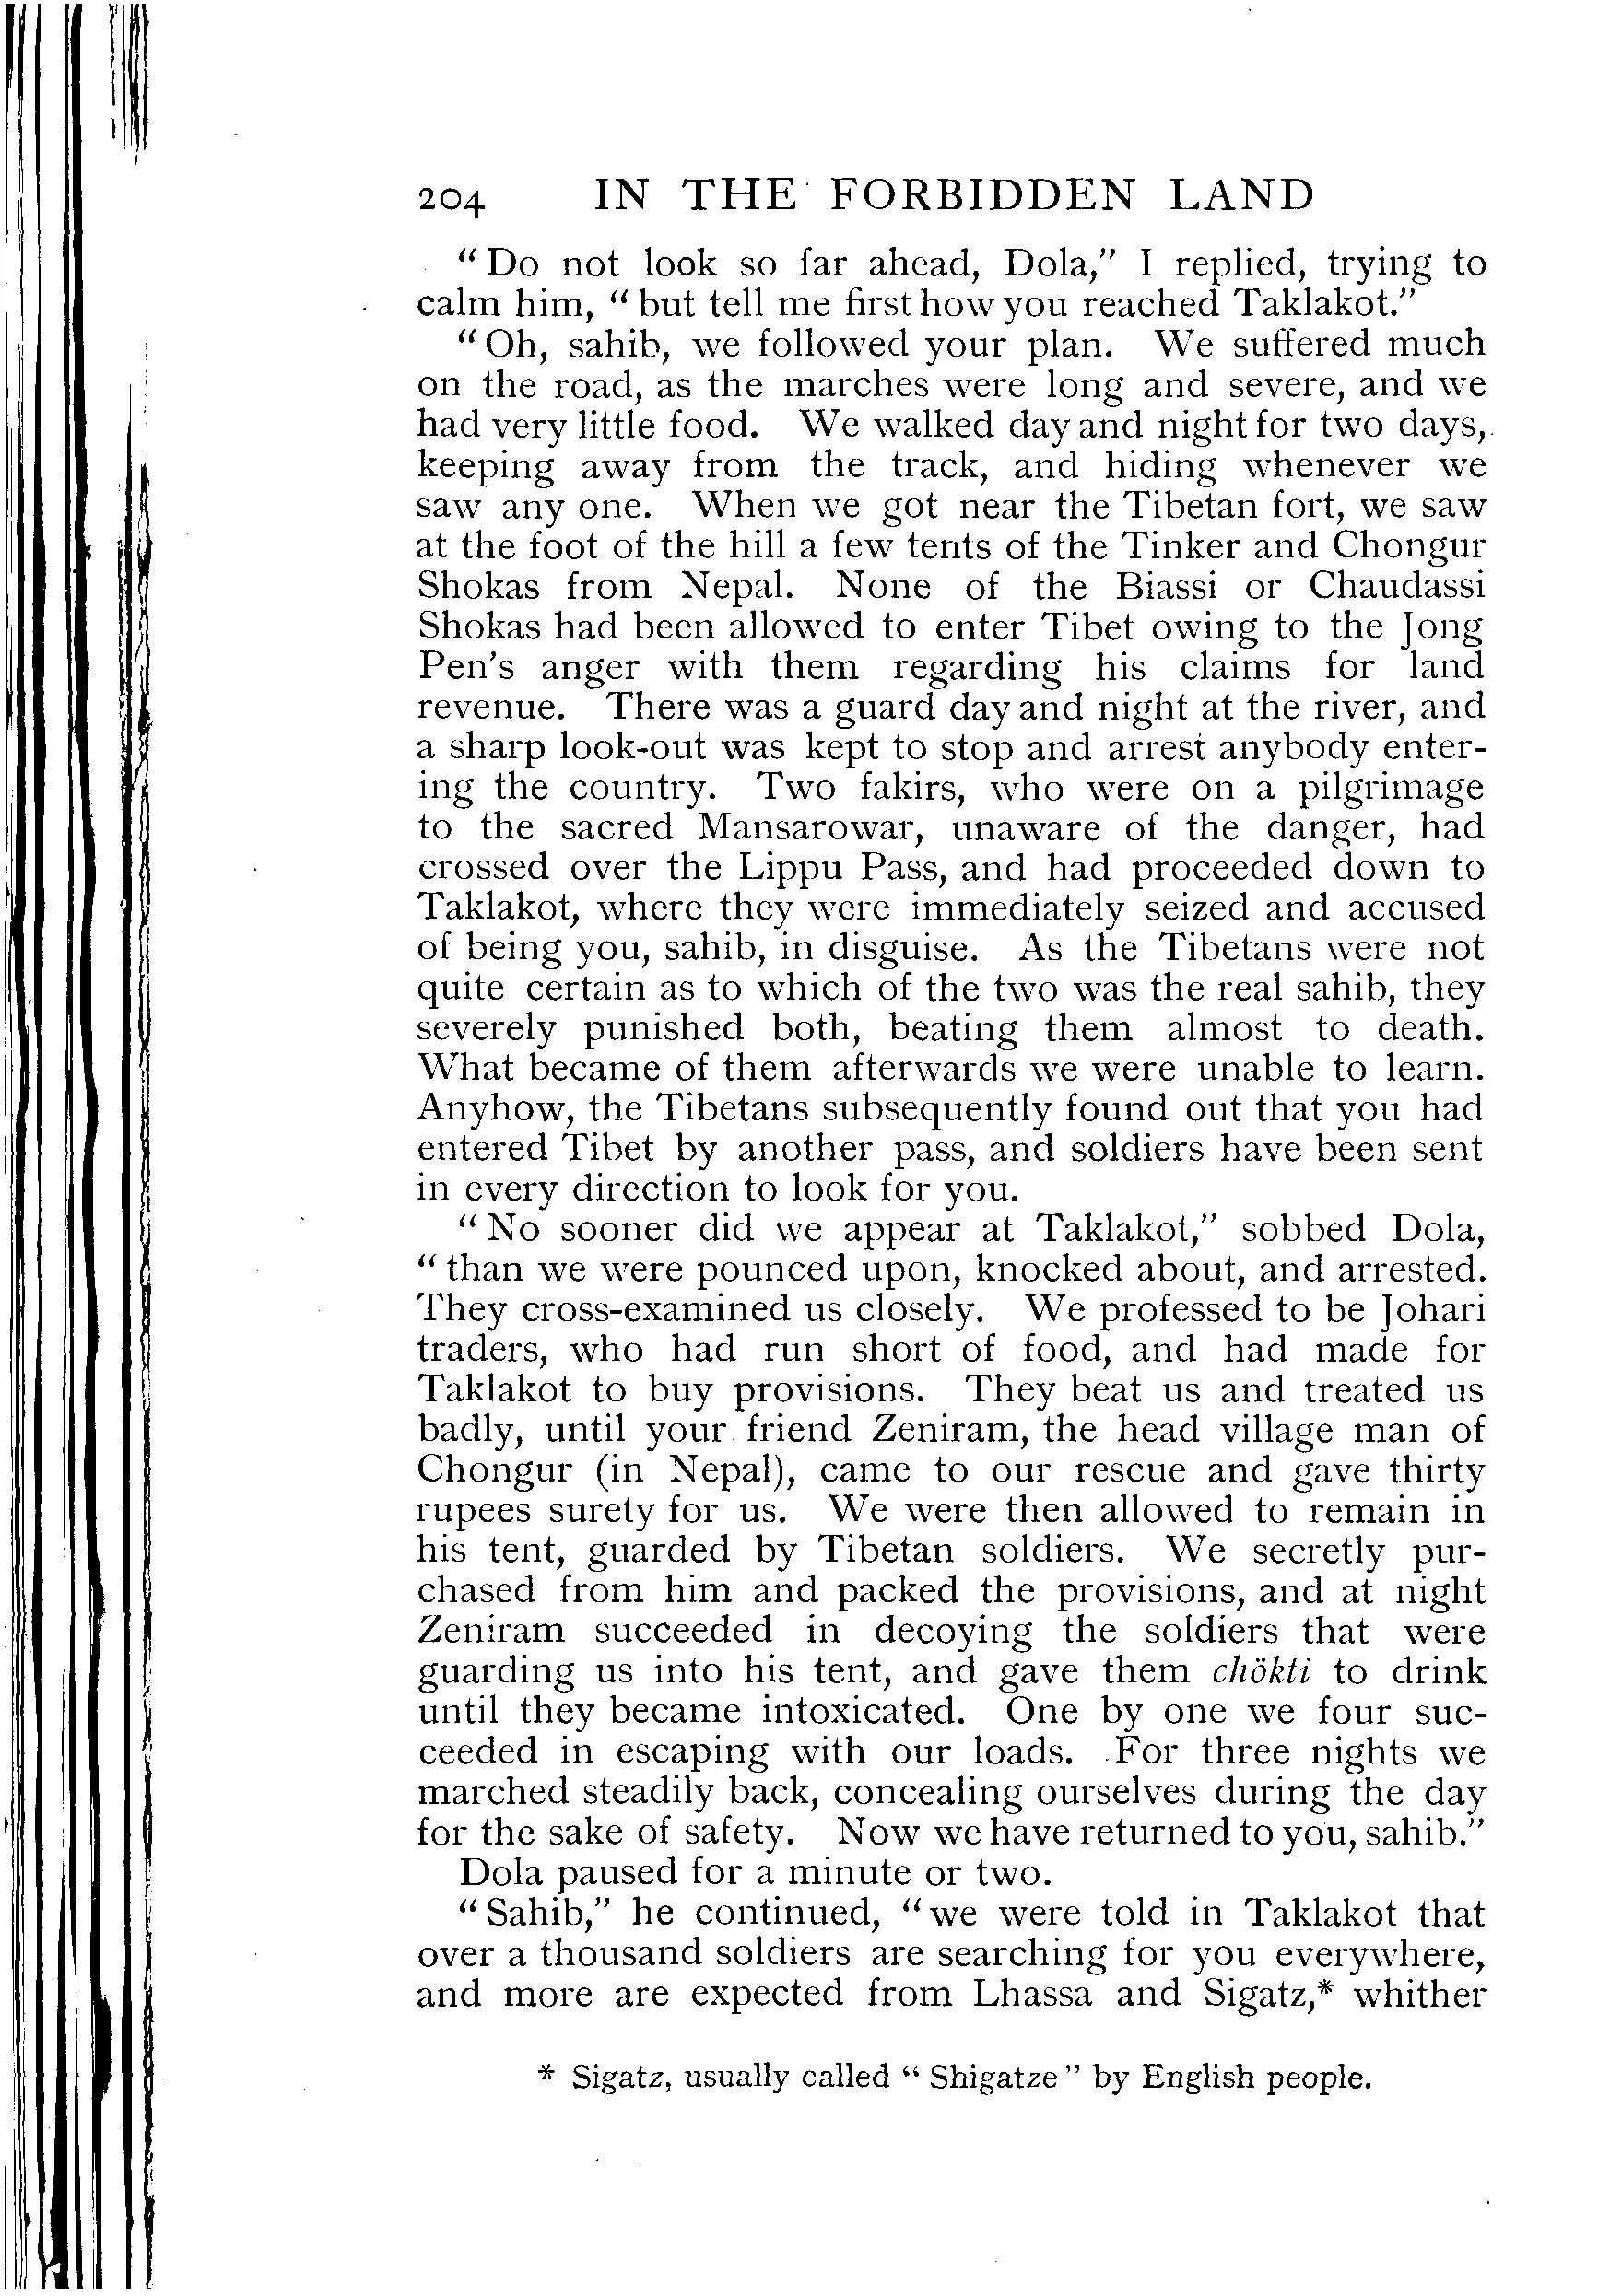 204 IN THE FORBIDDEN LAND
"Do not look so far ahead, Dola," I replied, trying to
calm him, "but tell me first how you reached Taklakot."
"Oh, sahib, we followed your plan. We suffered much
on the road, as the marches were long and severe, and we
had very little food. We walked day and night for two days,
keeping away from the track, and hiding whenever we
saw any one. When we got near the Tibetan fort, we saw
at the foot of the hill a few tents of the Tinker and Chongur
Shokas from Nepal. None of the Biassi or Chaudassi
Shokas had been allowed to enter Tibet owing to the Jong
Pen's anger with them regarding his claims for land
revenue. There was a guard day and night at the river, and
a sharp look-out was kept to stop and arrest anybody enter-
ing the country. Two fakirs, who were on a pilgrimage
to the sacred Mansarowar, unaware of the danger, had
crossed over the Lippu Pass, and had proceeded down to
Taklakot, where they were immediately seized and accused
of being you, sahib, in disguise. As the Tibetans were not
quite certain as to which of the two was the real sahib, they
severely punished both, beating them almost to death.
What became of them afterwards we were unable to learn.
Anyhow, the Tibetans subsequently found out that you had
entered Tibet by another pass, and soldiers have been sent
in every direction to look for you.
"No sooner did we appear at Taklakot," sobbed Dola,
"than we were pounced upon, knocked about, and arrested.
They cross-examined us closely. We professed to be Johari
traders, who had run short of food, and had made for
Taklakot to buy provisions. They beat us and treated us
badly, until your friend Zeniram, the head village man of
Chongur (in Nepal), came to our rescue and gave thirty
rupees surety for us. We were then allowed to remain in
his tent, guarded by Tibetan soldiers. We secretly pur-
chased from him and packed the provisions, and at night
Zeniram succeeded in decoying the soldiers that were
guarding us into his tent, and gave them chökti to drink
until they became intoxicated. One by one we four suc-
ceeded in escaping with our loads. For three nights we
marched steadily back, concealing ourselves during the day
for the sake of safety. Now we have returned to you, sahib."
Dola paused for a minute or two.
"Sahib," he continued, "we were told in Taklakot that
over a thousand soldiers are searching for you everywhere,
and more are expected from Lhassa and Sigatz,* whither
* Sigatz, usually called "Shigatze" by English people.